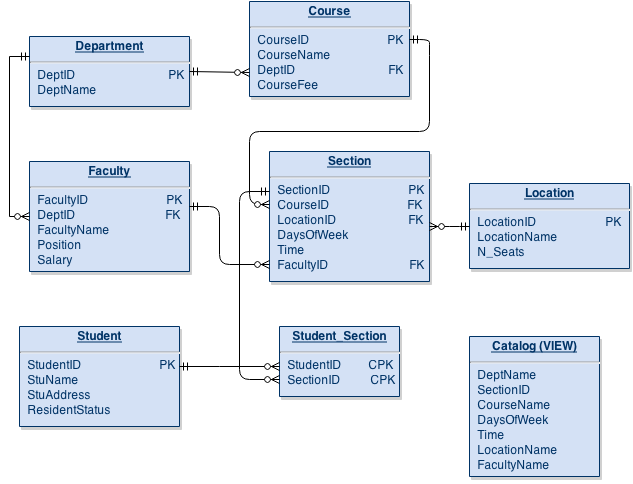 Course
CourseID PK
CourseName
DeptID FK
CourseFee
Department
DeptID PK
DeptName
Faculty
FacultyID PK
DeptID FK
FacultyName
Position
Salary
Section
SectionID PK
CourseID FK
LocationID FK
DaysOfWeek
Time
FacultyID FK
Location
LocationID PK
LocationName
N_Seats
Student
StudentID PK
StuName
StuAddress
ResidentStatus
Student_Section
StudentID CPK
SectionID CPK
Catalog (VIEW)
DeptName
SectionID
CourseName
DaysOfWeek
Time
LocationName
FacultyName